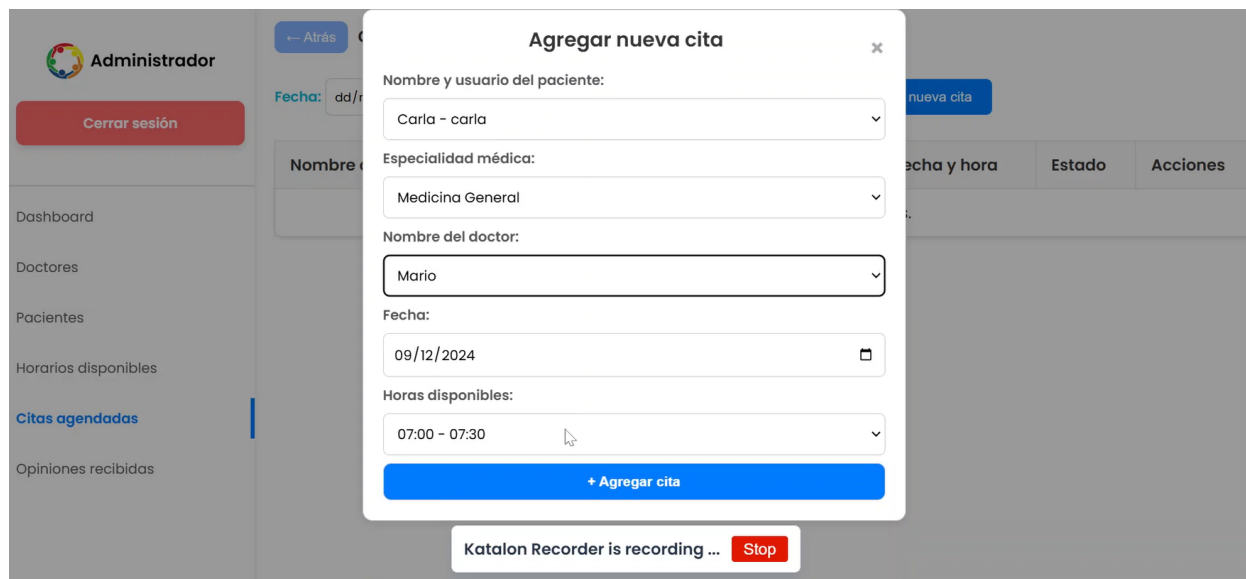 Administrador
Cerrar sesión
Dashboard
Doctores
Pacientes
Horarios disponibles
Citas agendadas
Opiniones recibidas
← Atrás
Fecha: dd/
nueva cita
Nombre
echa y hora Estado Acciones
Agregar nueva cita
×
Nombre y usuario del paciente:
Carla - carla
Especialidad médica:
Medicina General
Nombre del doctor:
Mario
Fecha:
09/12/2024
Horas disponibles:
07:00 - 07:30
+ Agregar cita
Katalon Recorder is recording ... Stop